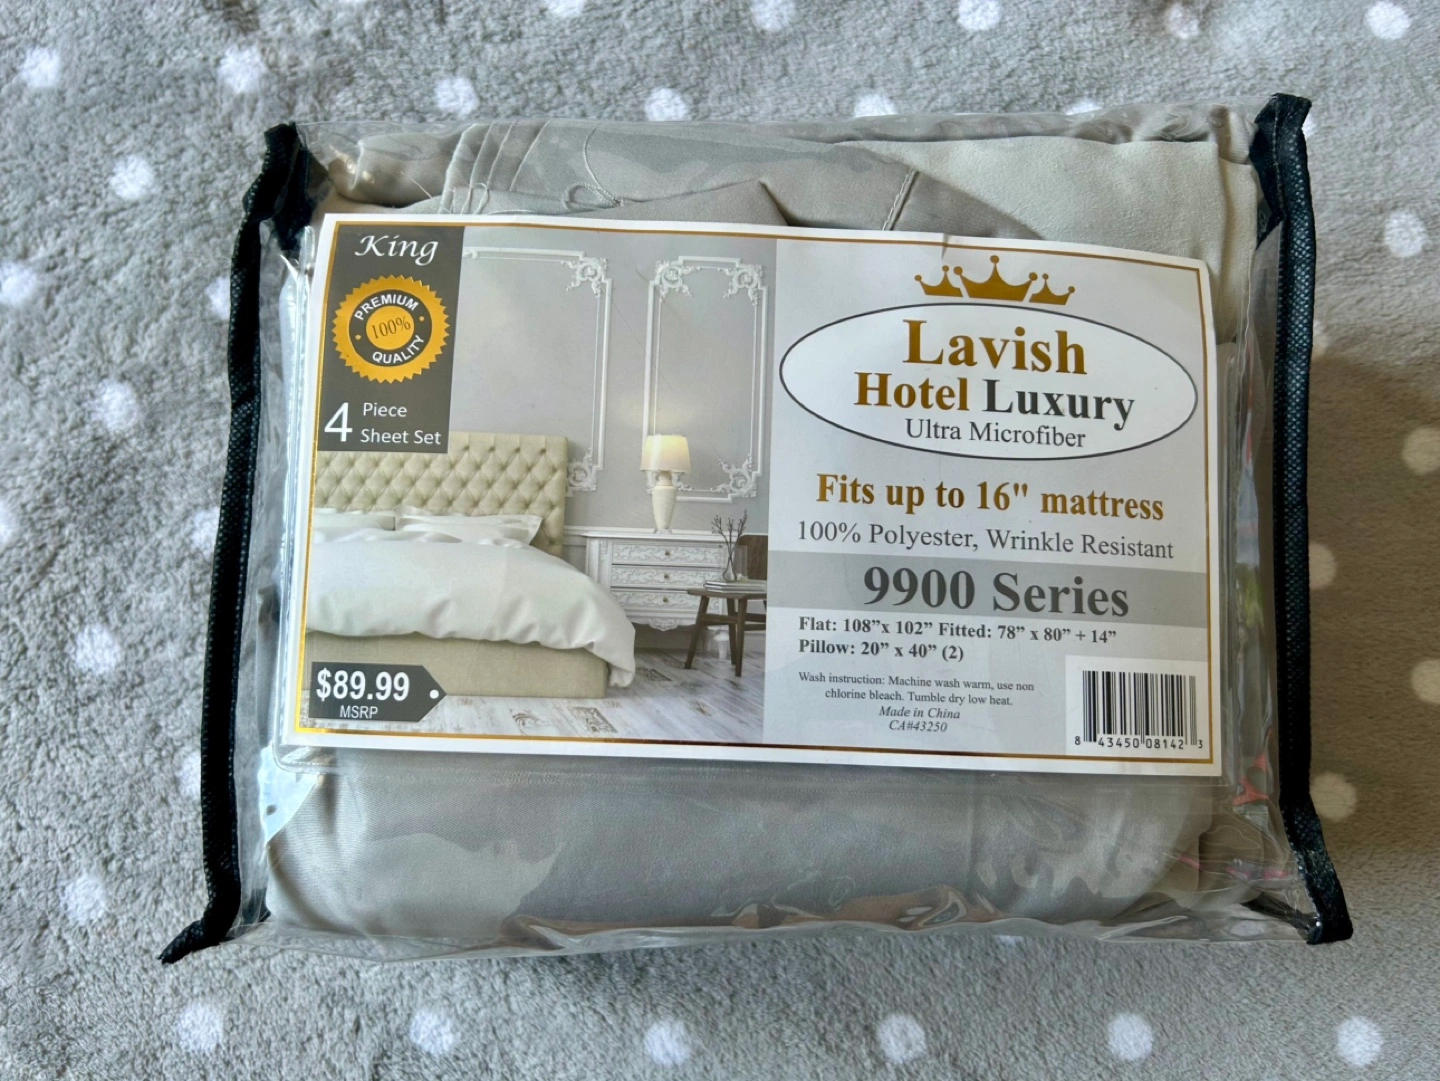 King
PREMIUM
100%
QUALITY
4 Piece
Sheet Set
$89.99
MSRP
Lavish
Hotel Luxury
Ultra Microfiber
Fits up to 16" mattress
100% Polyester, Wrinkle Resistant
9900 Series
Flat: 108”x 102” Fitted: 78” x 80” + 14”
Pillow: 20” x 40” (2)
Wash instruction: Machine wash warm, use non
chlorine bleach. Tumble dry low heat.
Made in China
CA#43250
8 43450 08142 3